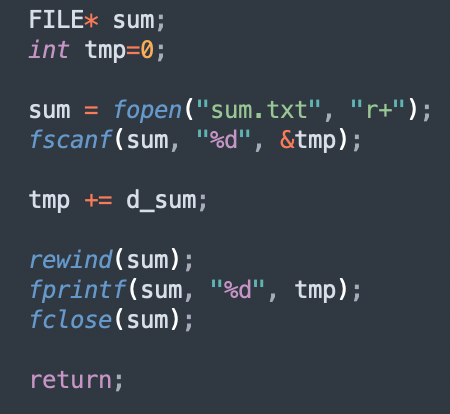 FILE* sum;
int tmp=0;
sum = fopen("sum.txt", "r+");
fscanf(sum, "%d", &tmp);
tmp += d_sum;
rewind(sum);
fprintf(sum, "%d", tmp);
fclose(sum);
return;